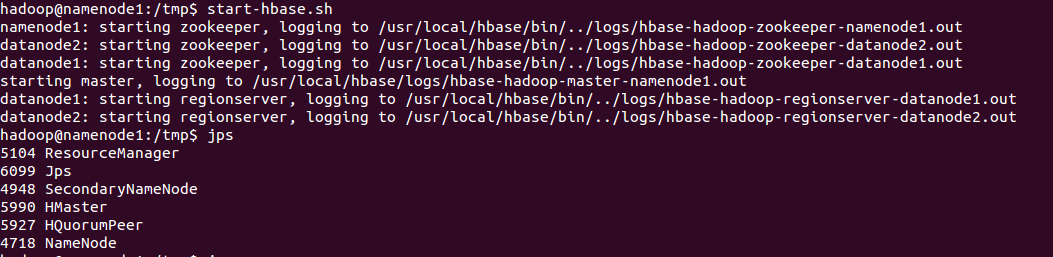 hadoop@namenode1:/tmp$ start-hbase.sh
namenode1: starting zookeeper, logging to /usr/local/hbase/bin/../logs/hbase-hadoop-zookeeper-namenode1.out
datanode2: starting zookeeper, logging to /usr/local/hbase/bin/../logs/hbase-hadoop-zookeeper-datanode2.out
datanode1: starting zookeeper, logging to /usr/local/hbase/bin/../logs/hbase-hadoop-zookeeper-datanode1.out
starting master, logging to /usr/local/hbase/logs/hbase-hadoop-master-namenode1.out
datanode1: starting regionserver, logging to /usr/local/hbase/bin/../logs/hbase-hadoop-regionserver-datanode1.out
datanode2: starting regionserver, logging to /usr/local/hbase/bin/../logs/hbase-hadoop-regionserver-datanode2.out
hadoop@namenode1:/tmp$ jps
5104 ResourceManager
6099 Jps
4948 SecondaryNameNode
5990 HMaster
5927 HQuorumPeer
4718 NameNode